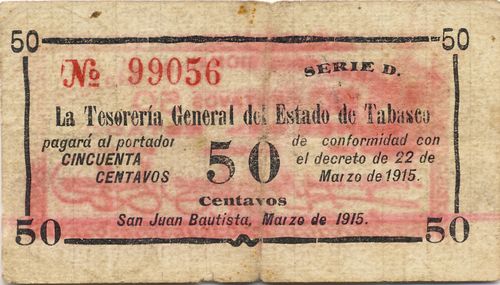 50 50
No 99056 SERIE D.
La Tesorería General del Estado de Tabasco
pagará al portador
CINCUENTA
CENTAVOS
50
Centavos
de conformidad con
el decreto de 22 de
Marzo de 1915.
San Juan Bautista, Marzo de 1915.
50 50